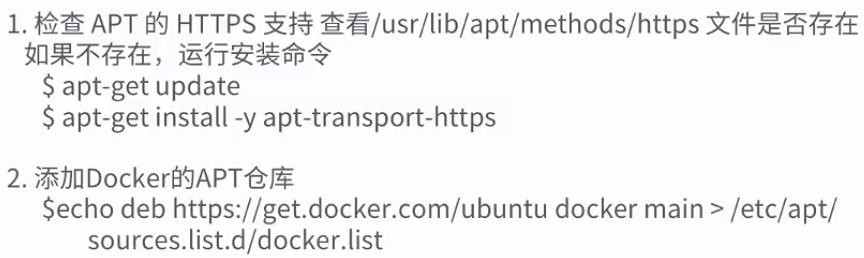 1. 检查 APT 的 HTTPS 支持 查看/usr/lib/apt/methods/https 文件是否存在
如果不存在，运行安装命令
$ apt-get update
$ apt-get install -y apt-transport-https
2. 添加Docker的APT仓库
$echo deb https://get.docker.com/ubuntu docker main > /etc/apt/
sources.list.d/docker.list